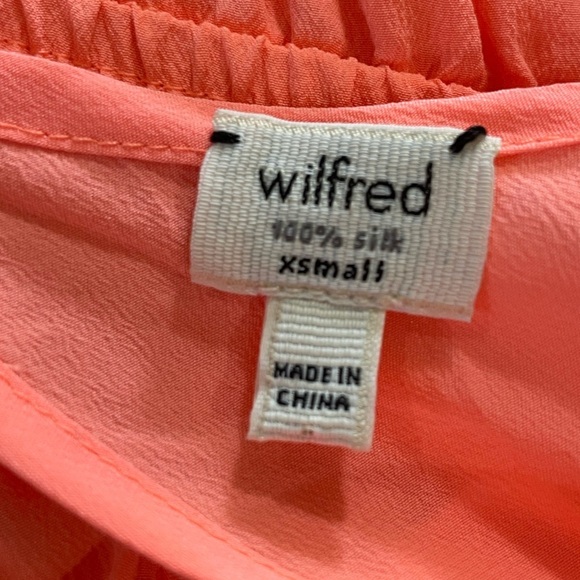 wilfred
100% silk
xsmall
MADE IN
CHINA